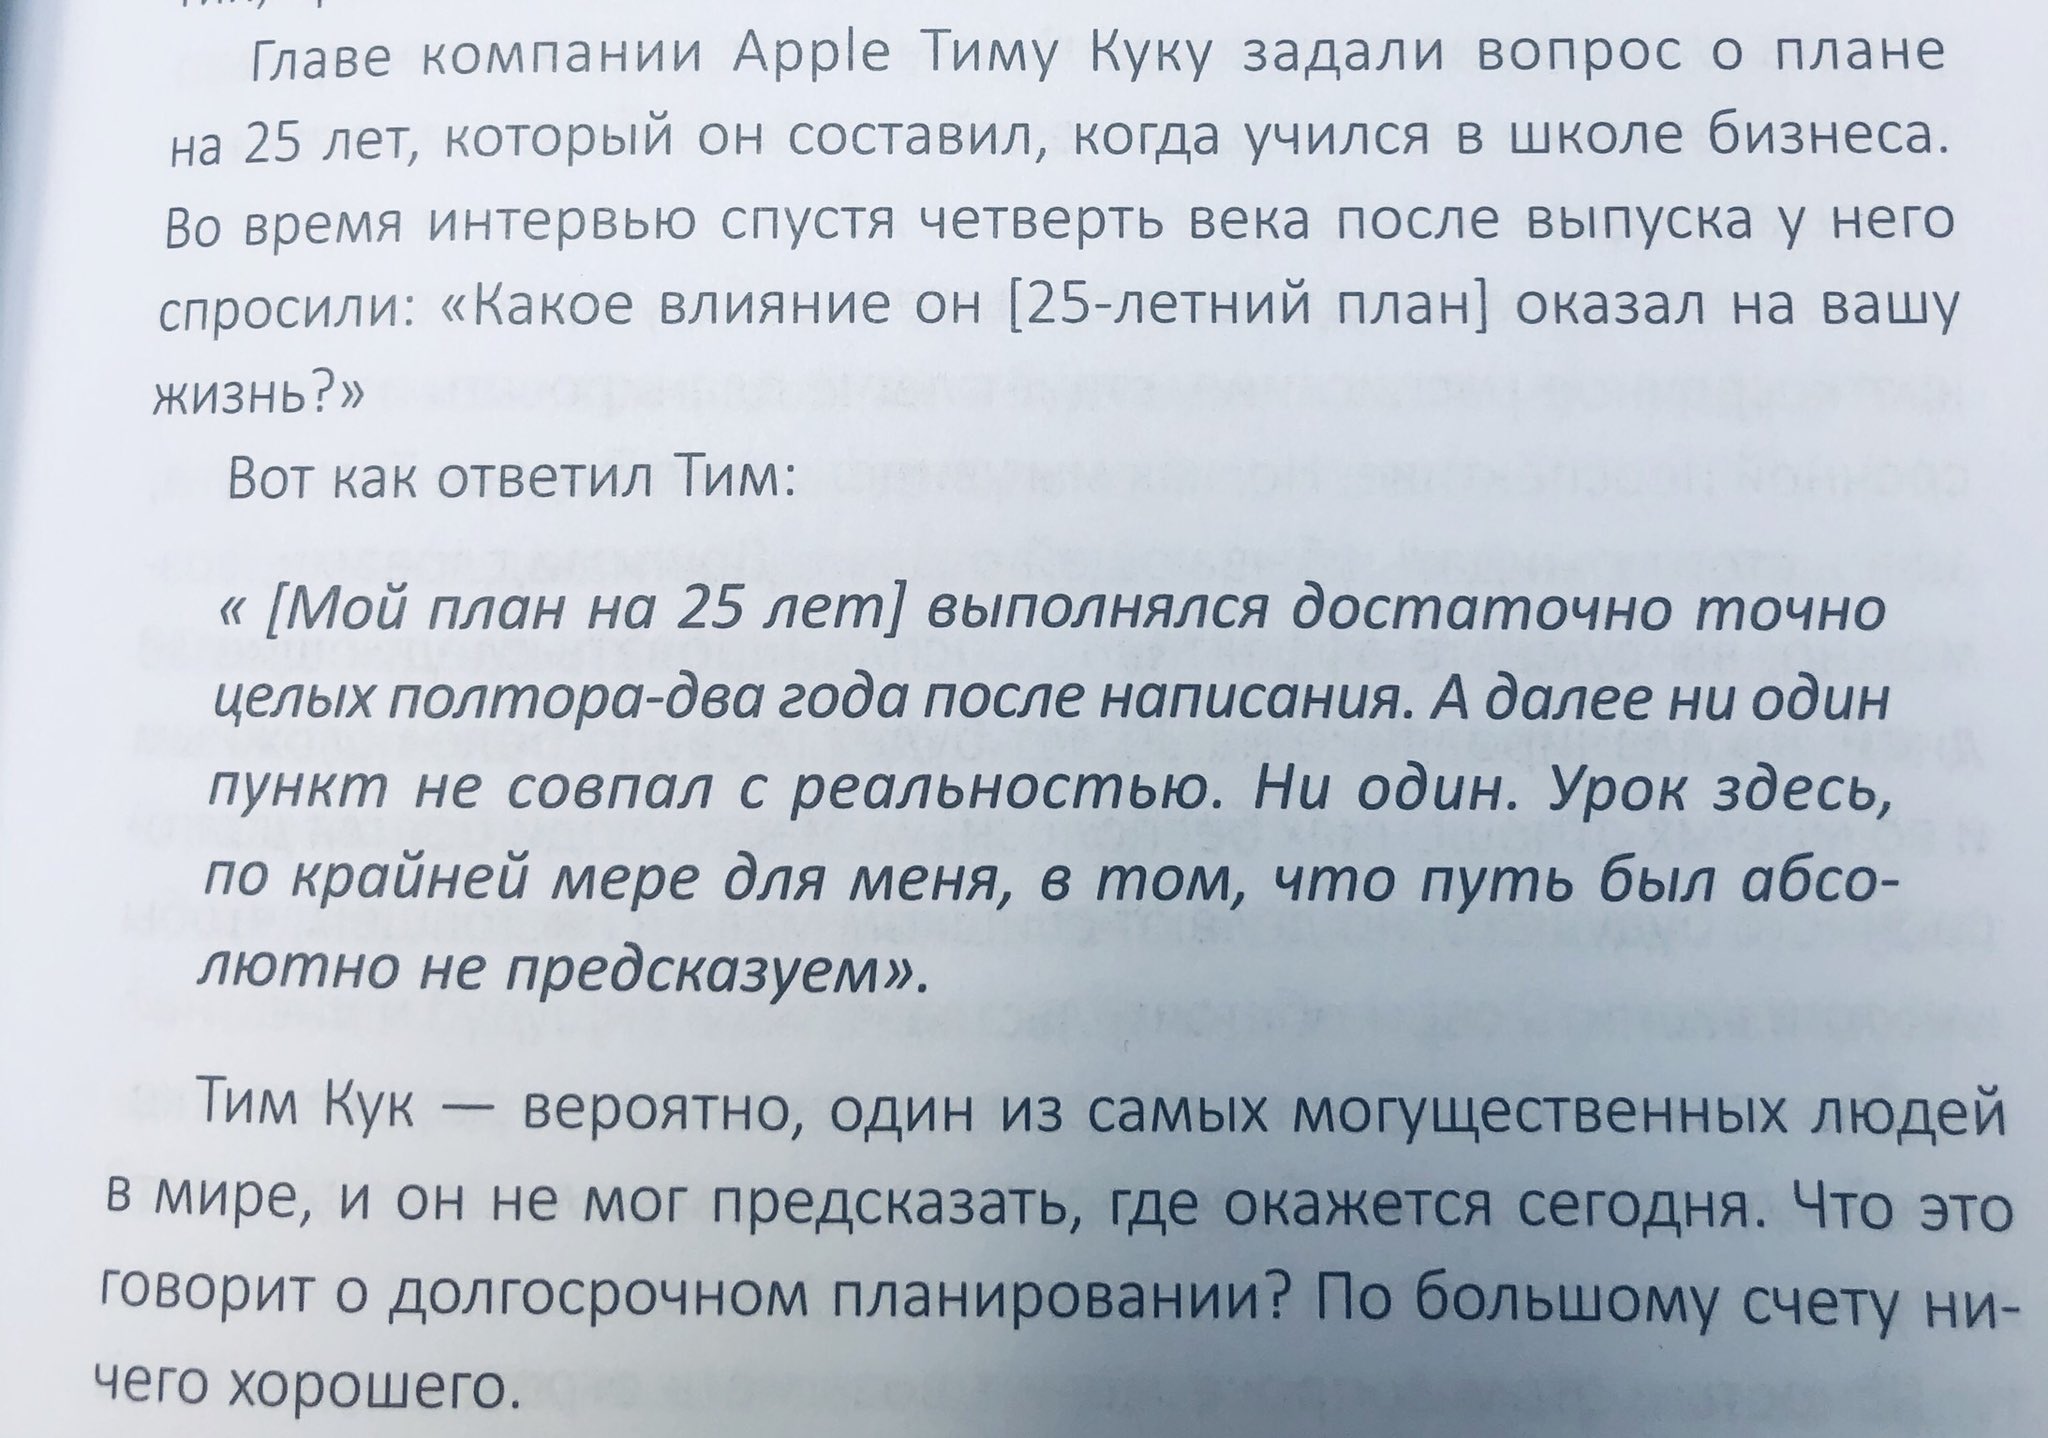 Главе компании Apple Тиму Куку задали вопрос о плане
на 25 лет, который он составил, когда учился в школе бизнеса.
Во время интервью спустя четверть века после выпуска у него
спросили: «Какое влияние он [25-летний план] оказал на вашу
жизнь?»
Вот как ответил Тим:
« [Мой план на 25 лет] выполнялся достаточно точно
целых полтора-два года после написания. А далее ни один
пункт не совпал с реальностью. Ни один. Урок здесь,
по крайней мере для меня, в том, что путь был абсо-
лютно не предсказуем».
Тим Кук — вероятно, один из самых могущественных людей
в мире, и он не мог предсказать, где окажется сегодня. Что это
говорит о долгосрочном планировании? По большому счету ни-
чего хорошего.